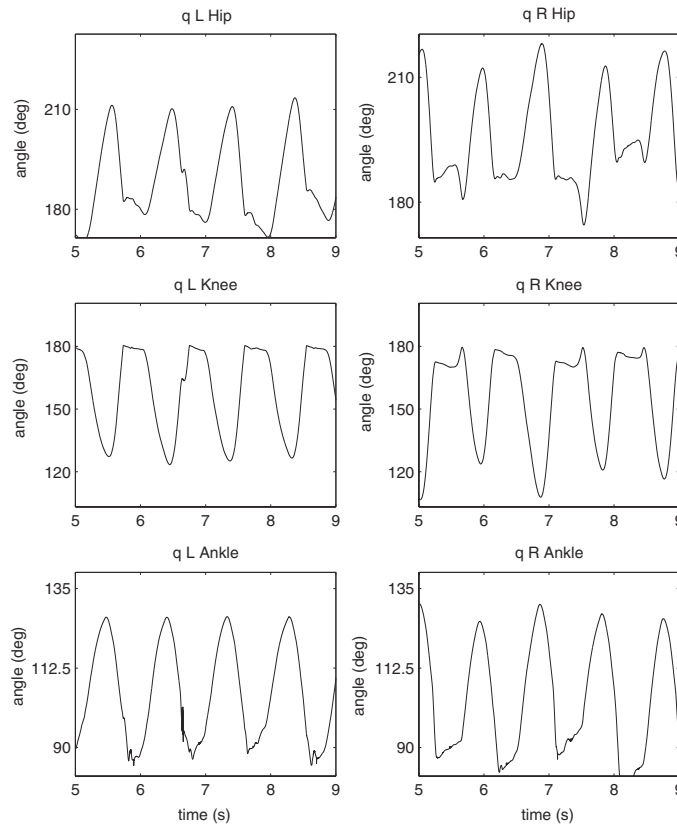 q L Hip
q R Hip
angle (deg)
210
180
5 6 7 8 9
angle (deg)
210
180
5 6 7 8 9
q L Knee
q R Knee
angle (deg)
180
150
120
5 6 7 8 9
angle (deg)
180
150
120
5 6 7 8 9
q L Ankle
q R Ankle
angle (deg)
135
112.5
90
5 6 7 8 9
time (s)
angle (deg)
135
112.5
90
5 6 7 8 9
time (s)